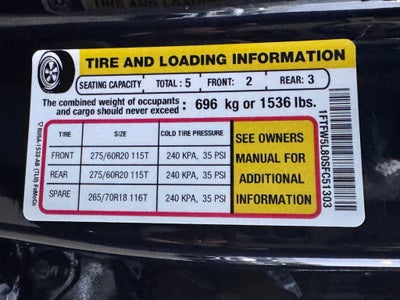 TIRE AND LOADING INFORMATION
SEATING CAPACITY TOTAL : 5 FRONT: 2 REAR: 3
The combined weight of occupants
and cargo should never exceed : 696 kg or 1536 lbs.
TIRE SIZE COLD TIRE PRESSURE
FRONT 275/60R20 115T 240 KPA, 35 PSI
REAR 275/60R20 115T 240 KPA, 35 PSI
SPARE 265/70R18 116T 240 KPA, 35 PSI
SEE OWNERS
MANUAL FOR
ADDITIONAL
INFORMATION
1FTFW5L80SFC51303